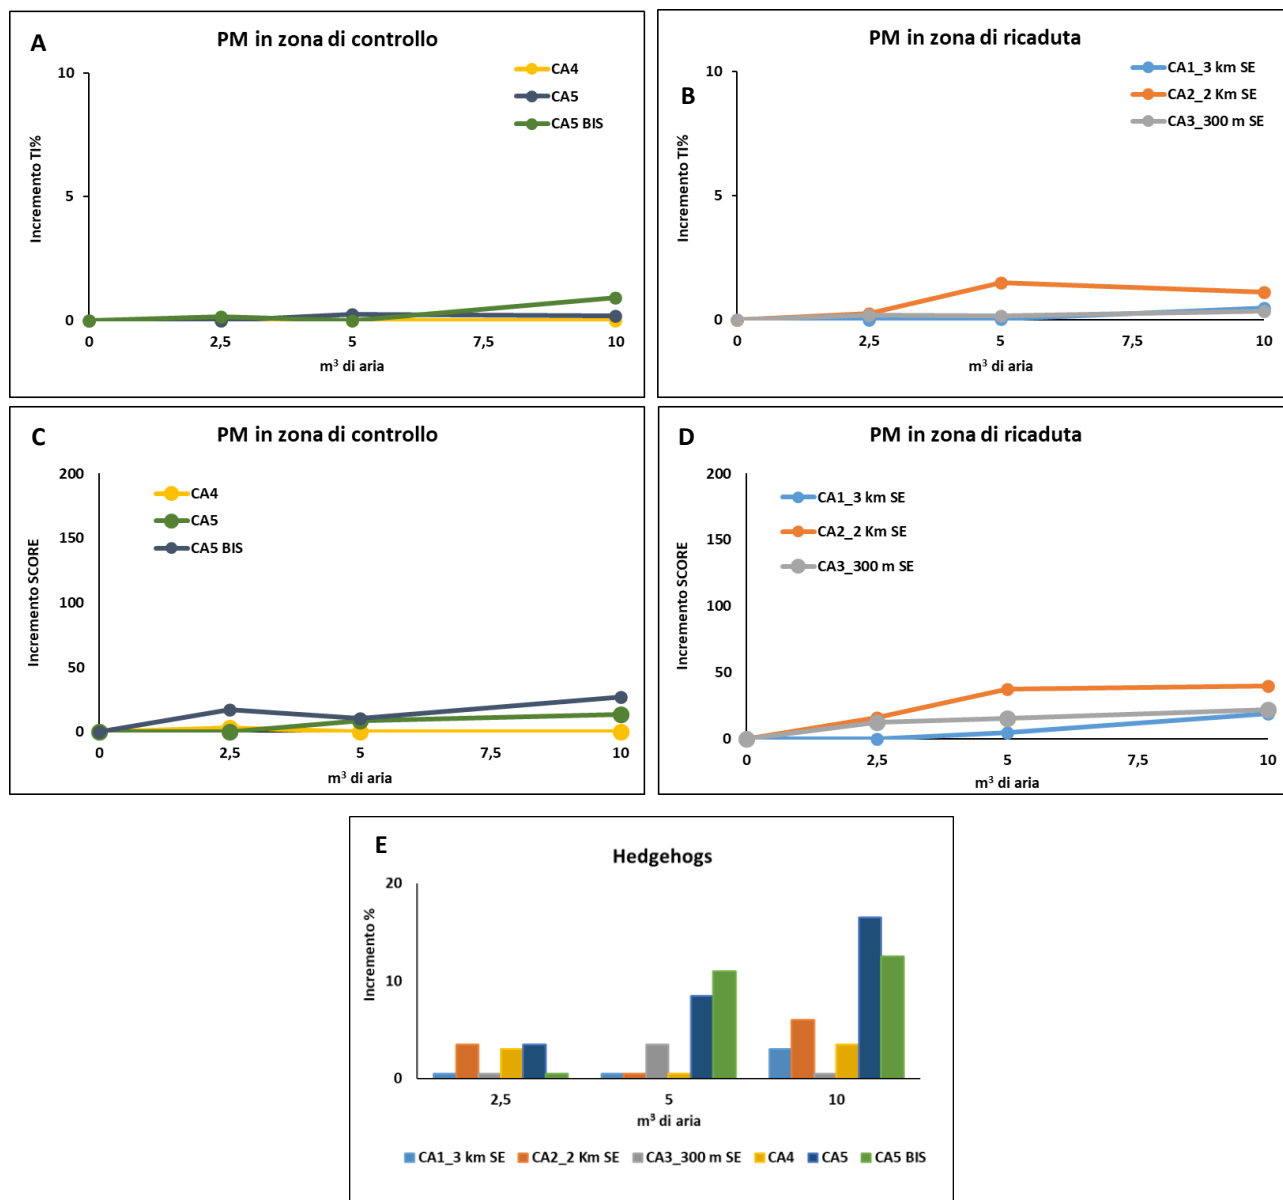 A
PM in zona di controllo
CA4
CA5
CA5 BIS
Incremento TI%
10
5
0
0 2,5 5 7,5 10
m³ di aria
B
PM in zona di ricaduta
CA1_3 km SE
CA2_2 Km SE
CA3_300 m SE
Incremento TI%
10
5
0
0 2,5 5 7,5 10
m³ di aria
C
PM in zona di controllo
CA4
CA5
CA5 BIS
Incremento SCORE
200
150
100
50
0
0 2,5 5 7,5 10
m³ di aria
D
PM in zona di ricaduta
CA1_3 km SE
CA2_2 Km SE
CA3_300 m SE
Incremento SCORE
200
150
100
50
0
0 2,5 5 7,5 10
m³ di aria
E
Hedgehogs
Incremento %
20
10
0
2,5 5 10
m³ di aria
CA1_3 km SE CA2_2 Km SE CA3_300 m SE CA4 CA5 CA5 BIS